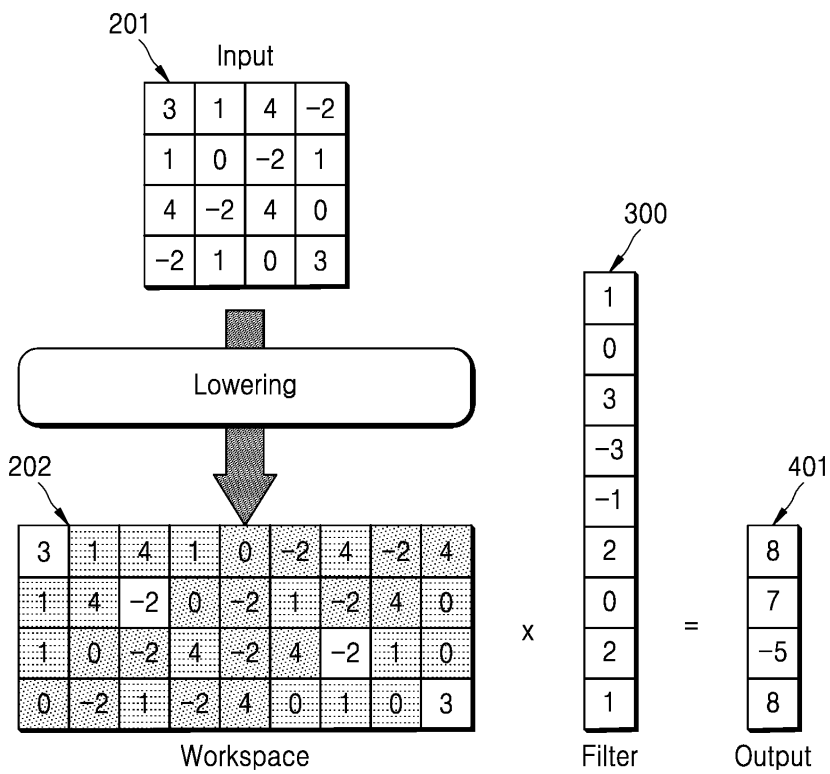 201
Input
3 1 4 −2
1 0 −2 1
4 −2 4 0
−2 1 0 3
Lowering
202
3 1 4 1 0 −2 4 −2 4
1 4 −2 0 −2 1 −2 4 0
1 0 −2 4 −2 4 −2 1 0
0 −2 1 −2 4 0 1 0 3
Workspace
x
300
1
0
3
−3
−1
2
0
2
1
Filter
=
401
8
7
−5
8
Output